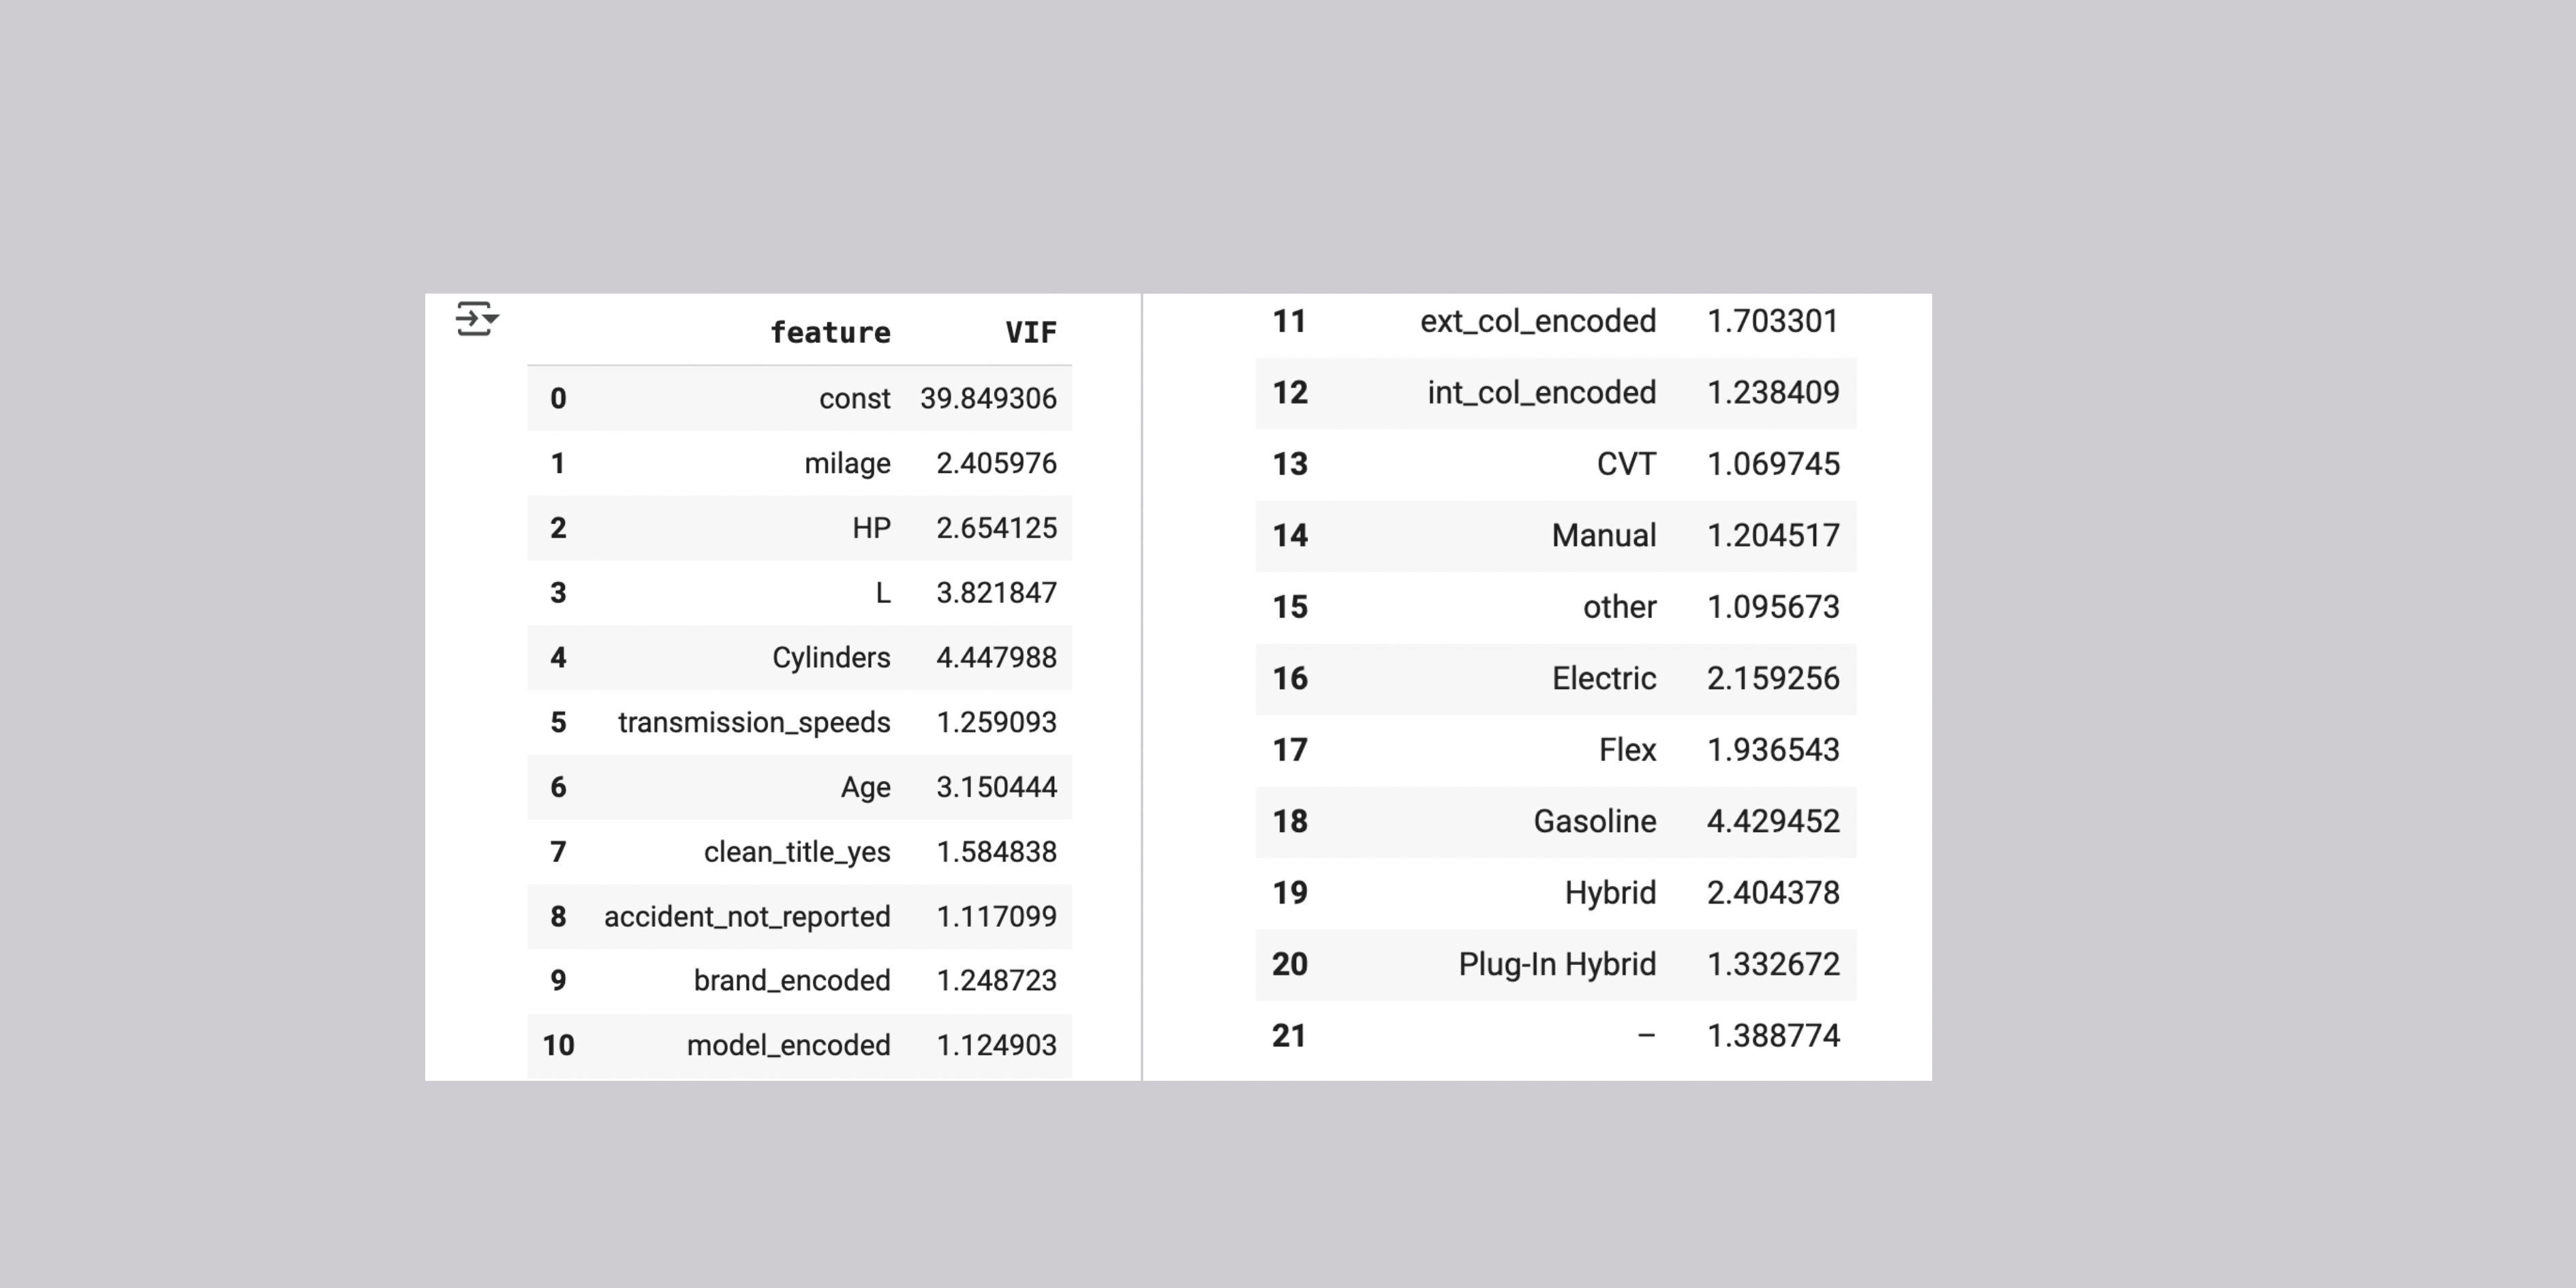 feature VIF
0 const 39.849306
1 milage 2.405976
2 HP 2.654125
3 L 3.821847
4 Cylinders 4.447988
5 transmission_speeds 1.259093
6 Age 3.150444
7 clean_title_yes 1.584838
8 accident_not_reported 1.117099
9 brand_encoded 1.248723
10 model_encoded 1.124903
11 ext_col_encoded 1.703301
12 int_col_encoded 1.238409
13 CVT 1.069745
14 Manual 1.204517
15 other 1.095673
16 Electric 2.159256
17 Flex 1.936543
18 Gasoline 4.429452
19 Hybrid 2.404378
20 Plug-In Hybrid 1.332672
21 – 1.388774